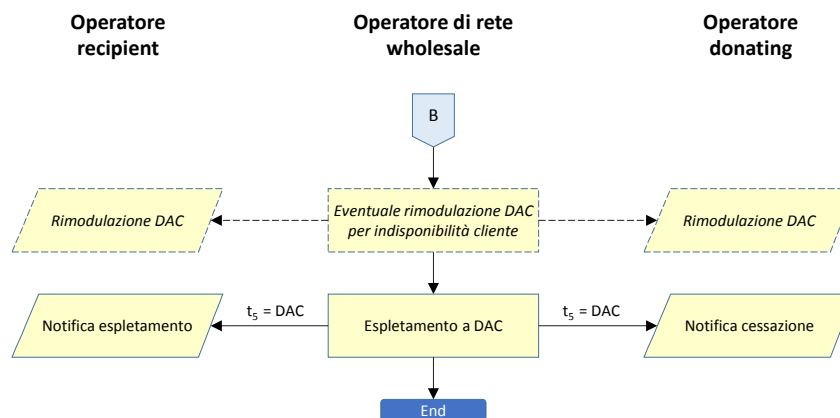 Operatore
recipient
Operatore di rete
wholesale
Operatore
donating
B
Rimodulazione DAC
Eventuale rimodulazione DAC
per indisponibilità cliente
Rimodulazione DAC
Notifica espletamento
t₅ = DAC
Espletamento a DAC
t₅ = DAC
Notifica cessazione
End